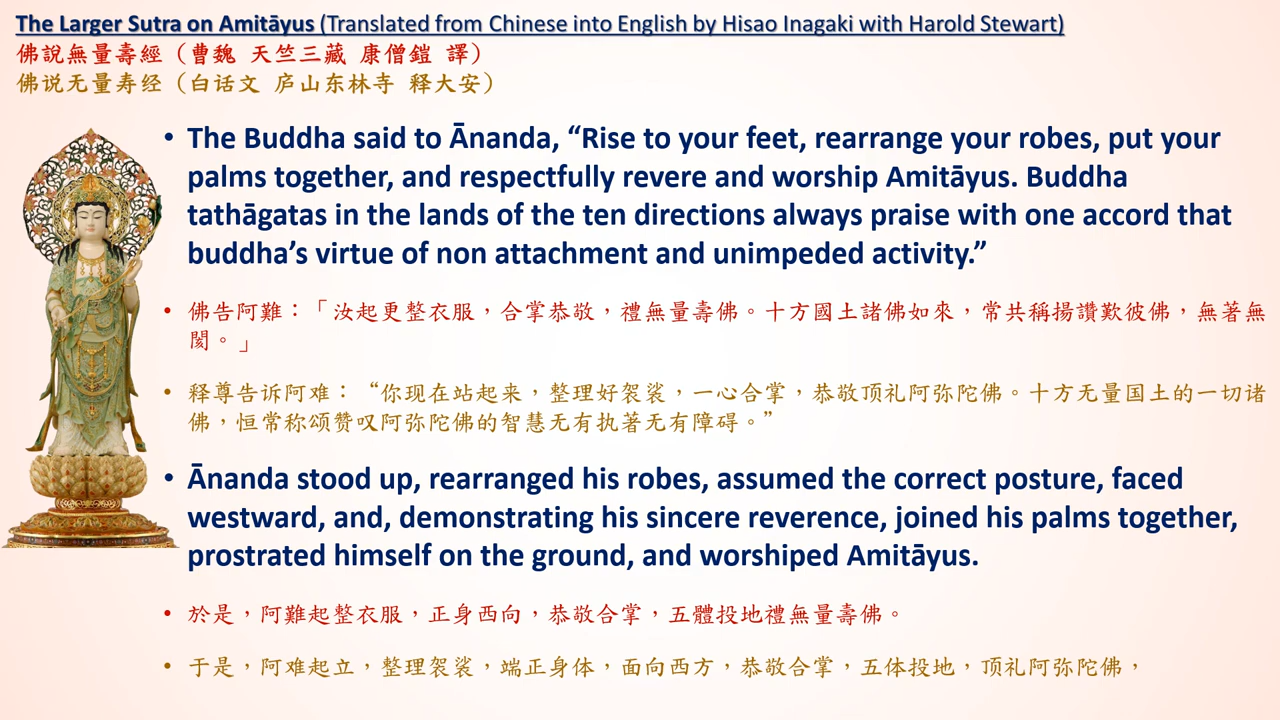 The Larger Sutra on Amitāyus (Translated from Chinese into English by Hisao Inagaki with Harold Stewart)
佛說無量壽經（曹魏 天竺三藏 康僧鎧 譯）
佛说无量寿经（白话文 庐山东林寺 释大安）
• The Buddha said to Ānanda, “Rise to your feet, rearrange your robes, put your
palms together, and respectfully revere and worship Amitāyus. Buddha
tathāgatas in the lands of the ten directions always praise with one accord that
buddha’s virtue of non attachment and unimpeded activity.”
• 佛告阿難：「汝起更整衣服，合掌恭敬，禮無量壽佛。十方國土諸佛如來，常共稱揚讚歎彼佛，無著無
閡。」
• 释尊告诉阿难：“你现在站起来，整理好袈裟，一心合掌，恭敬顶礼阿弥陀佛。十方无量国土的一切诸
佛，恒常称颂赞叹阿弥陀佛的智慧无有执著无有障碍。”
• Ānanda stood up, rearranged his robes, assumed the correct posture, faced
westward, and, demonstrating his sincere reverence, joined his palms together,
prostrated himself on the ground, and worshiped Amitāyus.
• 於是，阿難起整衣服，正身西向，恭敬合掌，五體投地禮無量壽佛。
• 于是，阿难起立，整理袈裟，端正身体，面向西方，恭敬合掌，五体投地，顶礼阿弥陀佛，